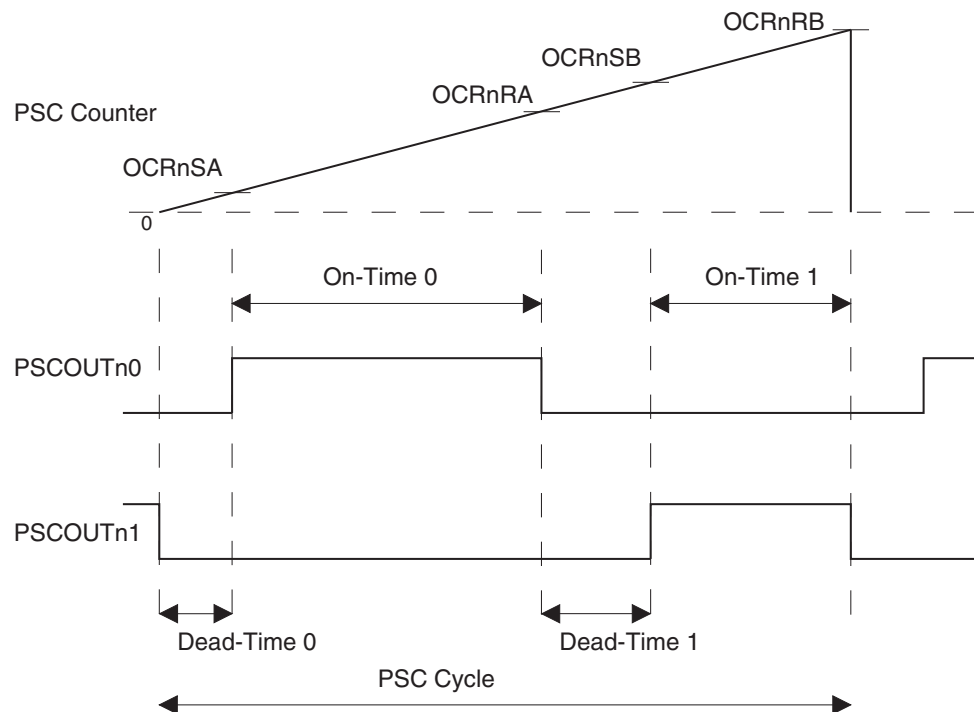 OCRnRB
OCRnSB
OCRnRA
PSC Counter
OCRnSA
0
On-Time 0
On-Time 1
PSCOUTn0
PSCOUTn1
Dead-Time 0
Dead-Time 1
PSC Cycle